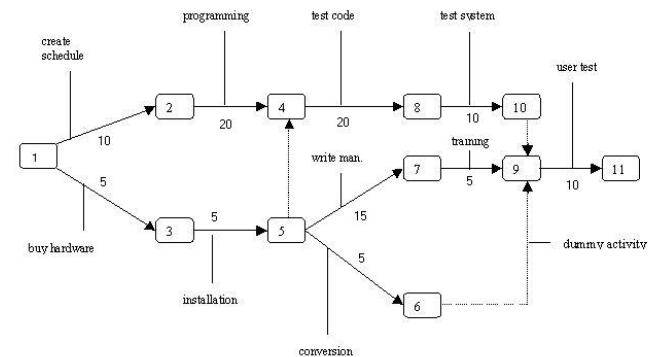 programming
test code
test system
create
schedule
user test
2
4
8
10
20
20
10
10
1
write man.
training
7
9
11
5
5
15
10
5
3
5
5
buy hardware
dummy activity
installation
6
conversion